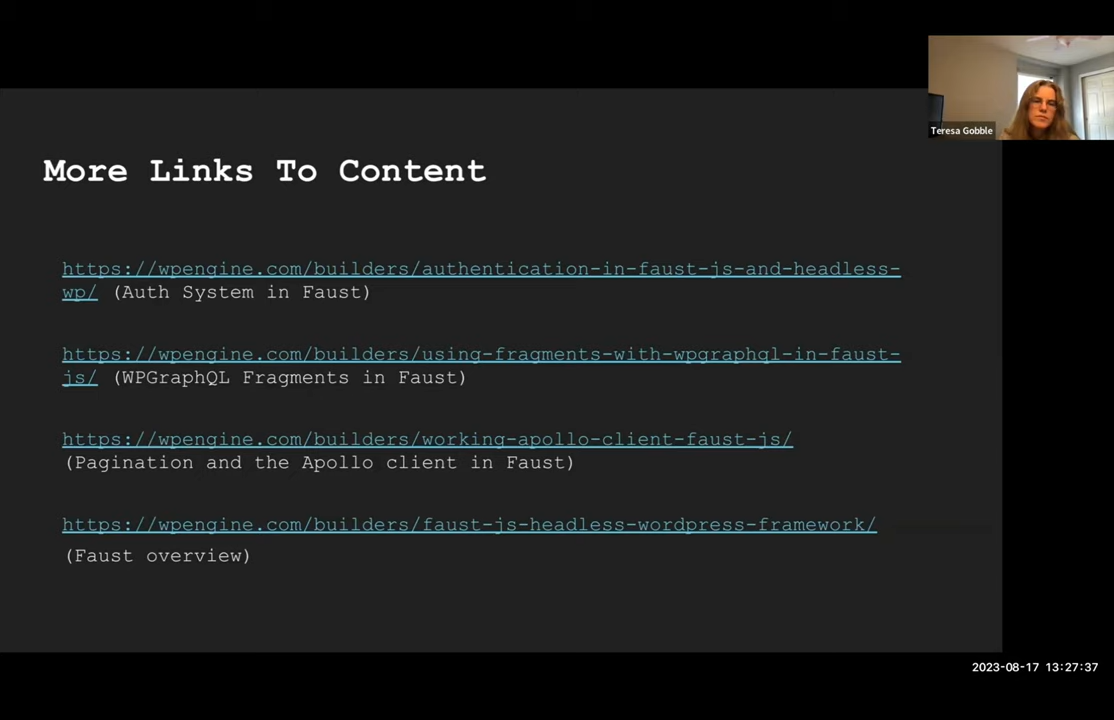 Teresa Gobble
More Links To Content
https://wpengine.com/builders/authentication-in-faust-js-and-headless-
wp/ (Auth System in Faust)
https://wpengine.com/builders/using-fragments-with-wpgraphql-in-faust-
js/ (WPGraphQL Fragments in Faust)
https://wpengine.com/builders/working-apollo-client-faust-js/
(Pagination and the Apollo client in Faust)
https://wpengine.com/builders/faust-js-headless-wordpress-framework/
(Faust overview)
2023-08-17 13:27:37